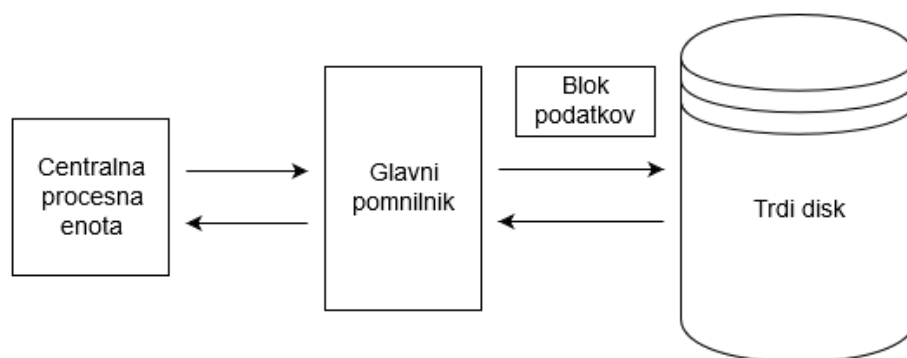 Centralna
procesna
enota
Glavni
pomnilnik
Blok
podatkov
Trdi disk